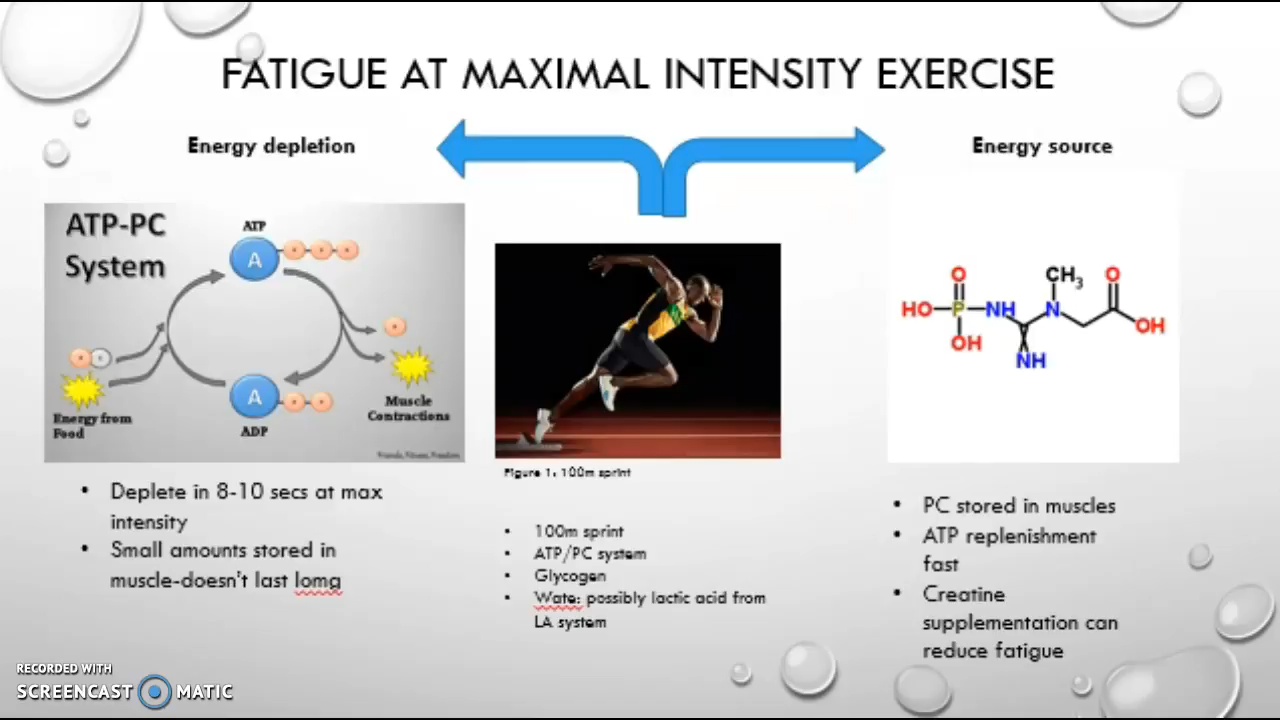 FATIGUE AT MAXIMAL INTENSITY EXERCISE
Energy depletion
Energy source
ATP-PC
System
ATP
A
Energy from
Food
A
ADP
Muscle
Contractions
Deplete in 8-10 secs at max
intensity
Small amounts stored in
muscle-doesn't last lomg
Figure 1: 100m sprint
100m sprint
ATP/PC system
Glycogen
Wate: possibly lactic acid from
LA system
O
HO
P
NH
OH
NH
N
CH3
O
OH
PC stored in muscles
ATP replenishment
fast
Creatine
supplementation can
reduce fatigue
RECORDED WITH
SCREENCAST MATIC